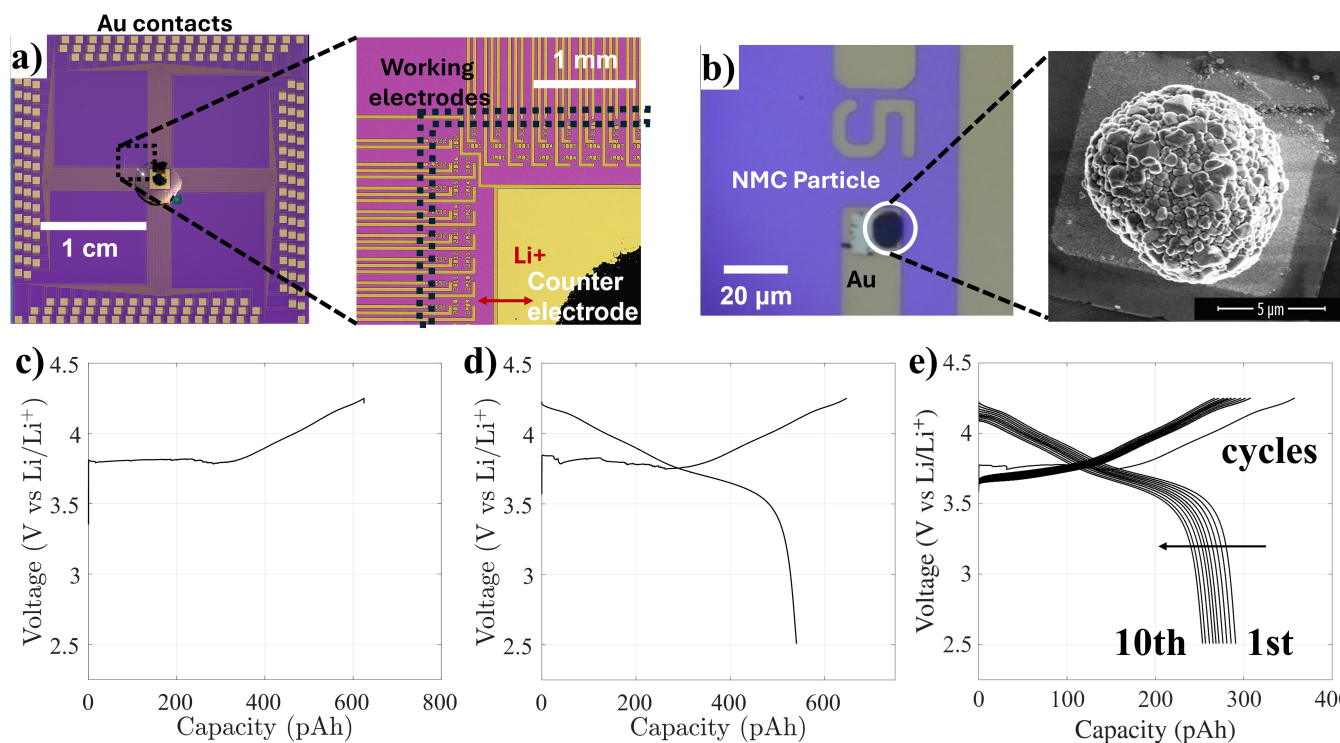 Au contacts
a)
1 cm
Working
electrodes
1 mm
Li+
Counter
electrode
b)
5
NMC Particle
Au
20 µm
5 µm
c)
4.5
4
3.5
3
2.5
Voltage (V vs Li/Li+)
0 200 400 600 800
Capacity (pAh)
d)
4.5
4
3.5
3
2.5
Voltage (V vs Li/Li+)
0 200 400 600
Capacity (pAh)
e)
4.5
4
3.5
3
2.5
Voltage (V vs Li/Li+)
cycles
10th
1st
0 100 200 300 40
Capacity (pAh)